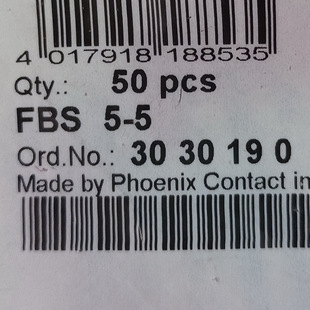 4 017918 188535
Qty.: 50 pcs
FBS 5-5
Ord.No.: 30 30 19 0
Made by Phoenix Contact in